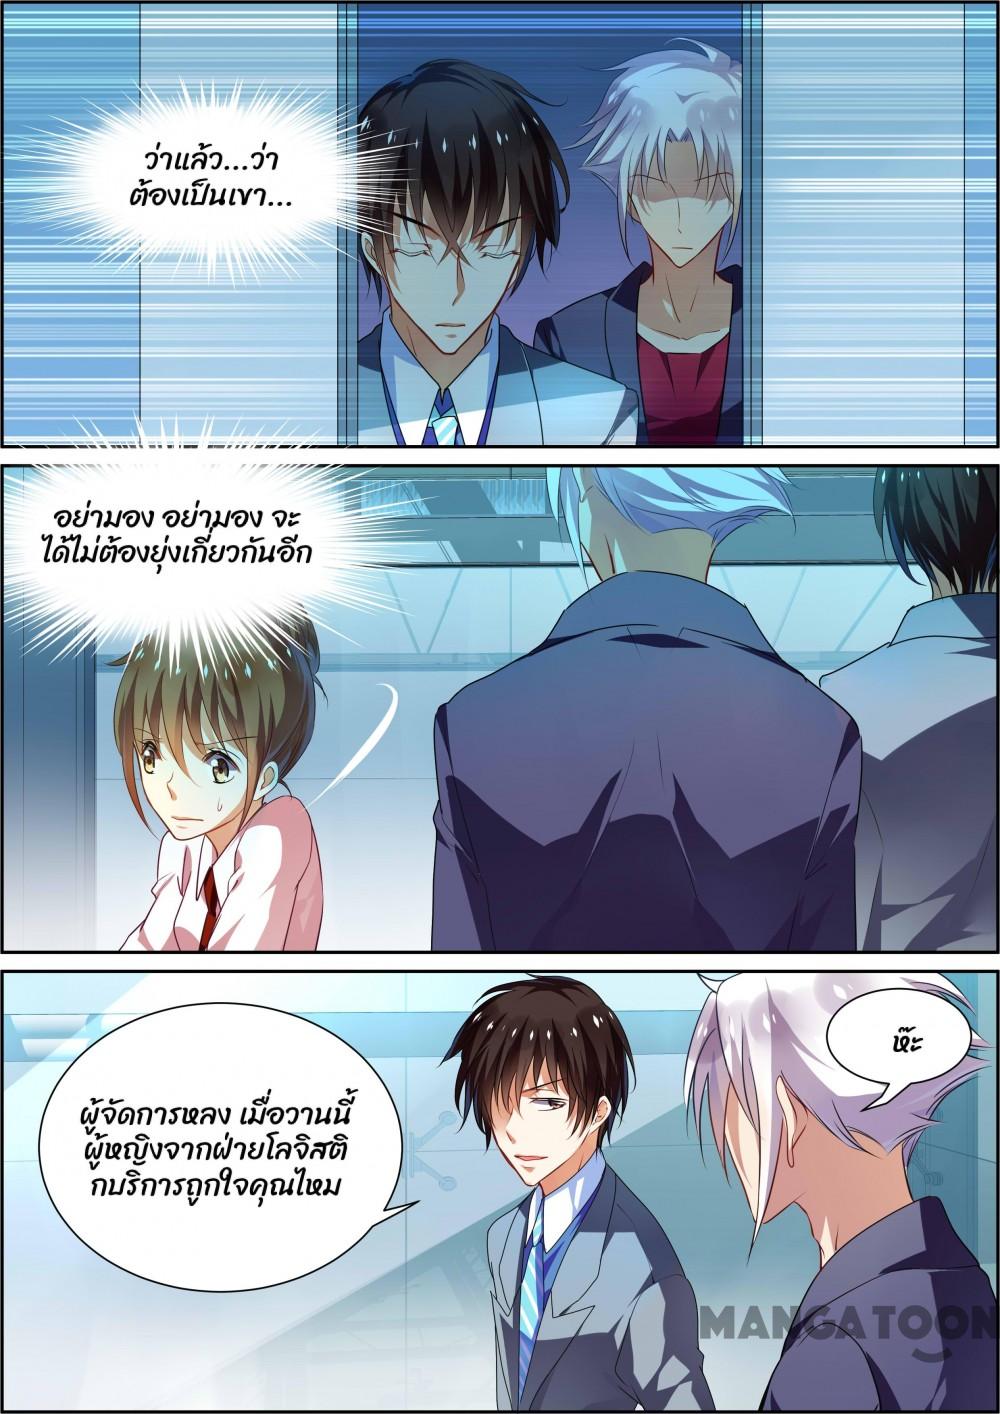 ว่าแล้ว...ว่า
ต้องเป็นเขา...
อย่ามอง อย่ามอง จะ
ได้ไม่ต้องยุ่งเกี่ยวกันอีก
ห๊ะ
ผู้จัดการหลง เมื่อวานนี้
ผู้หญิงจากฝ่ายโลจิสติ
กบริการถูกใจคุณไหม
MANGATOON